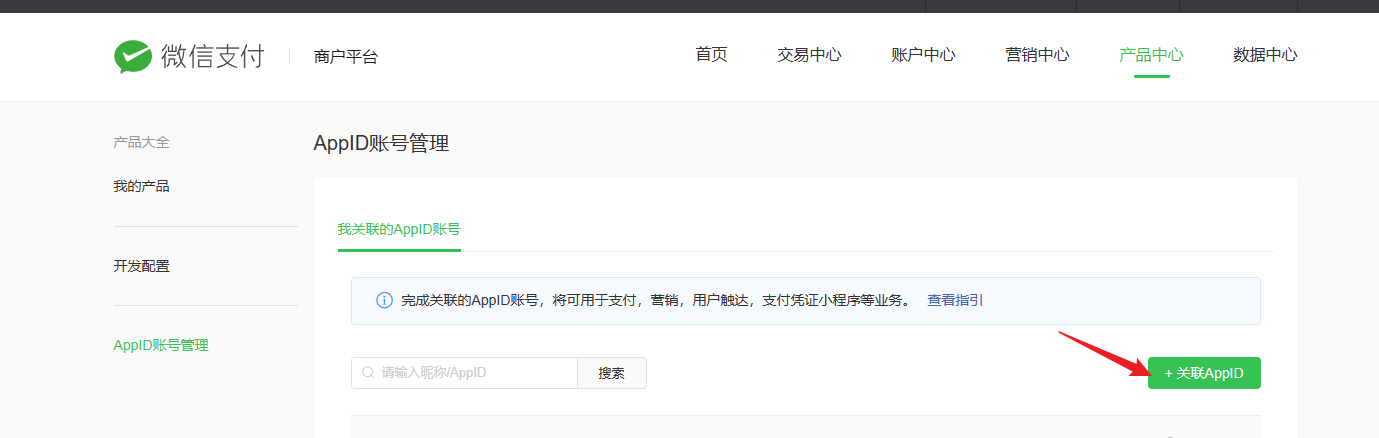 微信支付 商户平台 首页 交易中心 账户中心 营销中心 产品中心 数据中心
产品大全
我的产品
开发配置
AppID账号管理
AppID账号管理
我关联的AppID账号
完成关联的AppID账号，将可用于支付，营销，用户触达，支付凭证小程序等业务。 查看指引
请输入昵称/AppID 搜索 + 关联AppID